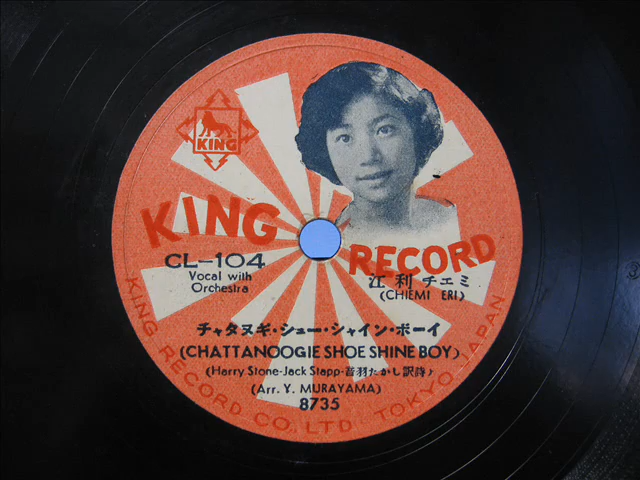 KING
KING
RECORD
CL-104
Vocal with
Orchestra
ミエチ利江
(CHIEMI ERI)
イーボ・ンイャシ・ーュシ・ギヌタャチ
(CHATTANOOGIE SHOE SHINE BOY)
(Harry Stone-Jack Stapp-音羽たかし訳詩)
(Arr. Y. MURAYAMA)
8735
KING RECORD CO., LTD. TOKYO JAPAN